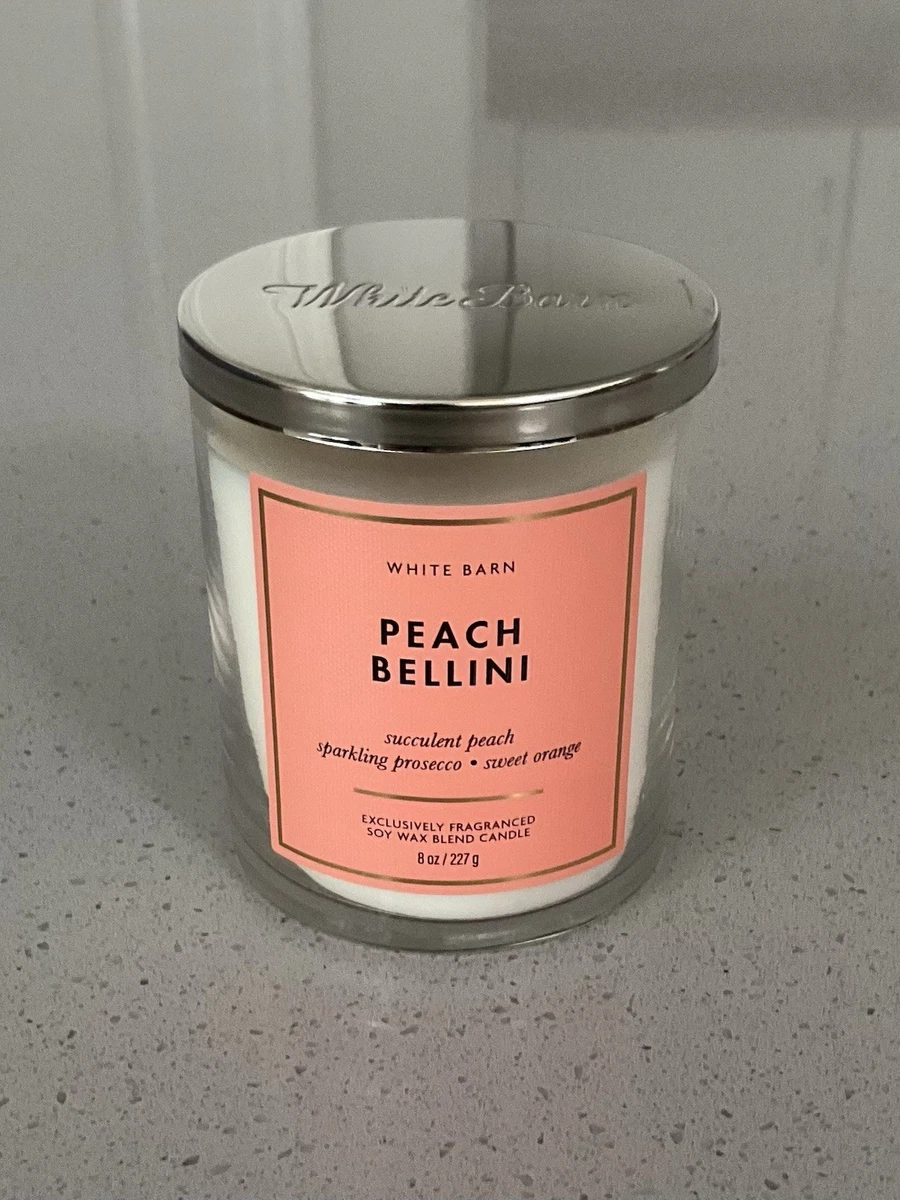 White Barn
WHITE BARN
PEACH
BELLINI
succulent peach
sparkling prosecco • sweet orange
EXCLUSIVELY FRAGRANCED
SOY WAX BLEND CANDLE
8 oz / 227 g